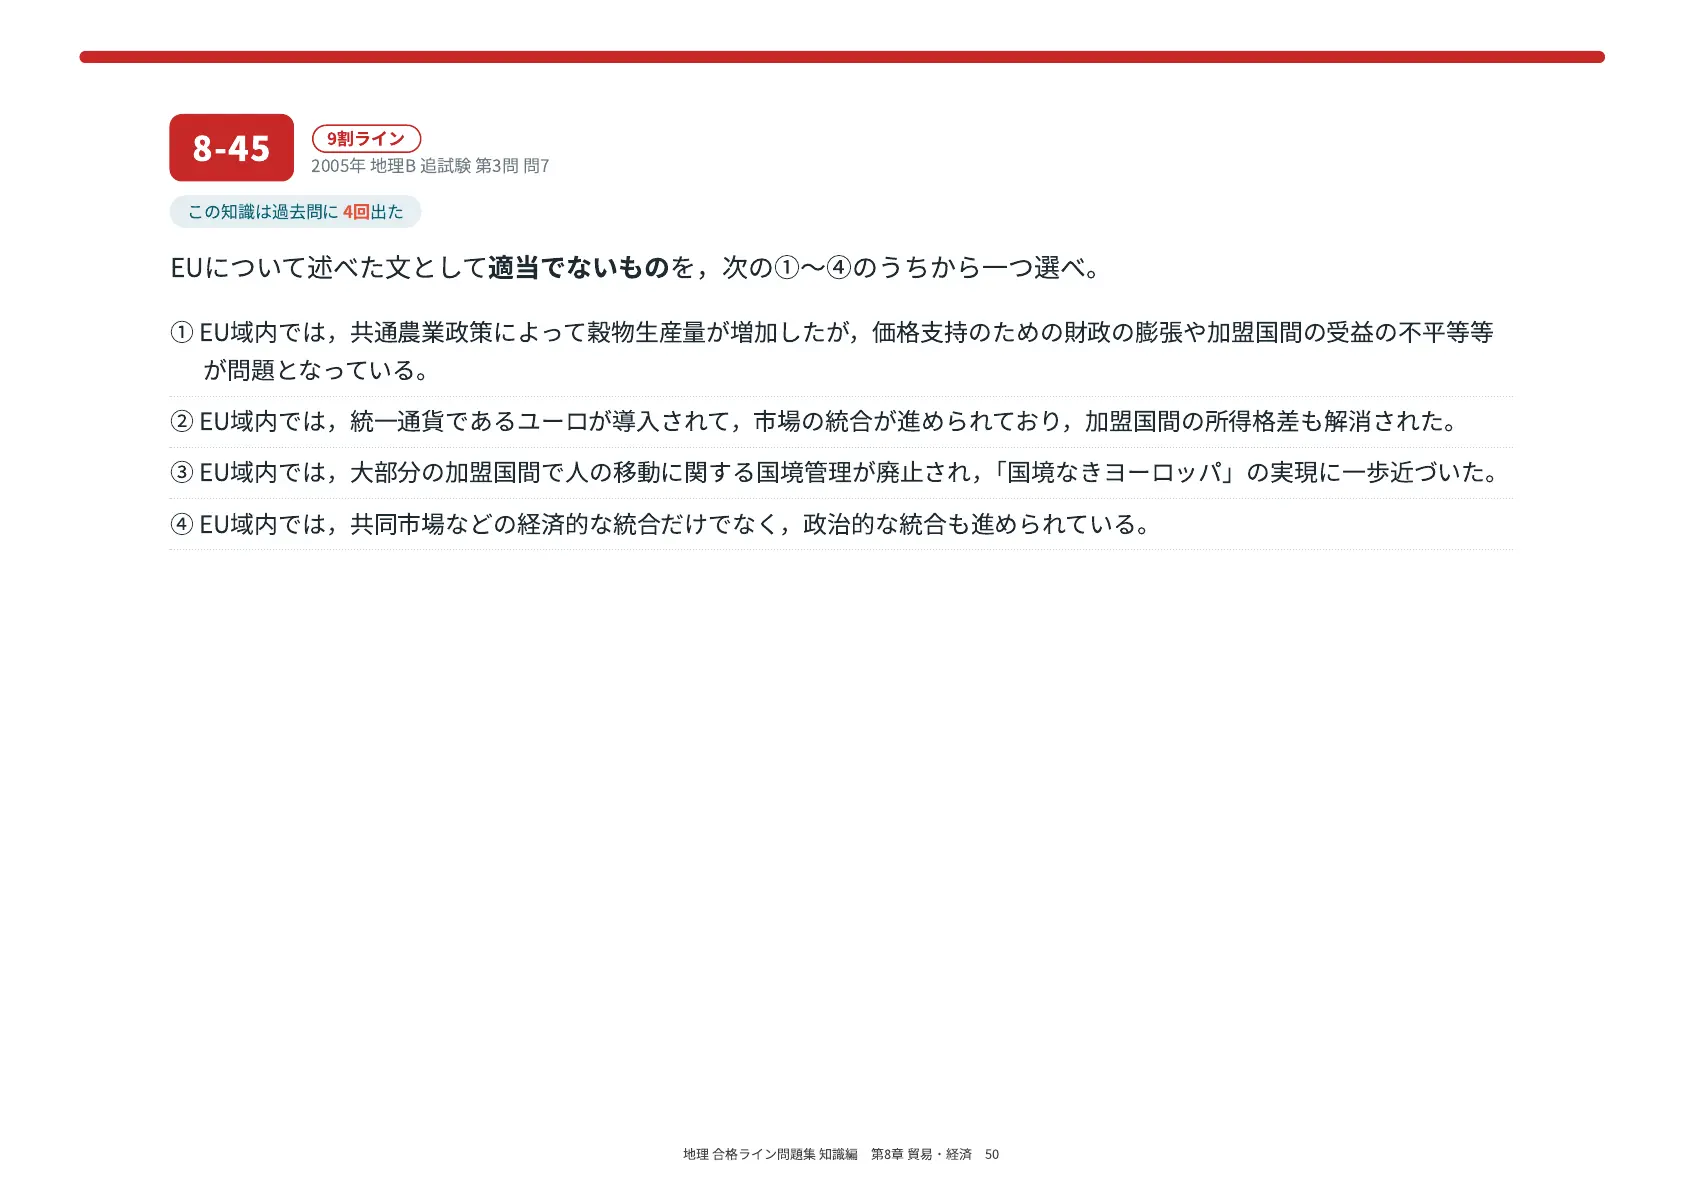 8-45
9割ライン
2005年 地理B 追試験 第3問 問7
この知識は過去問に 4回出た
EUについて述べた文として適当でないものを，次の①～④のうちから一つ選べ。
① EU域内では，共通農業政策によって穀物生産量が増加したが，価格支持のための財政の膨張や加盟国間の受益の不平等等
が問題となっている。
② EU域内では，統一通貨であるユーロが導入されて，市場の統合が進められており，加盟国間の所得格差も解消された。
③ EU域内では，大部分の加盟国間で人の移動に関する国境管理が廃止され，「国境なきヨーロッパ」の実現に一歩近づいた。
④ EU域内では，共同市場などの経済的な統合だけでなく，政治的な統合も進められている。
地理 合格ライン問題集 知識編　第8章 貿易・経済　50